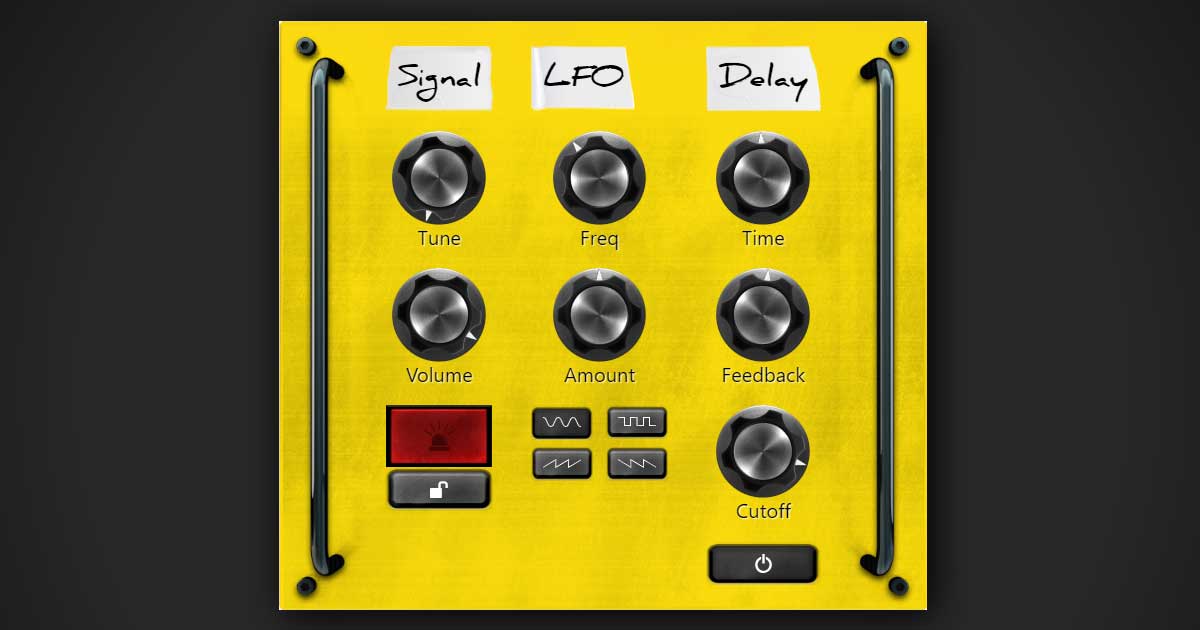 Signal
LFO
Delay
Tune
Freq
Time
Volume
Amount
Feedback
Cutoff